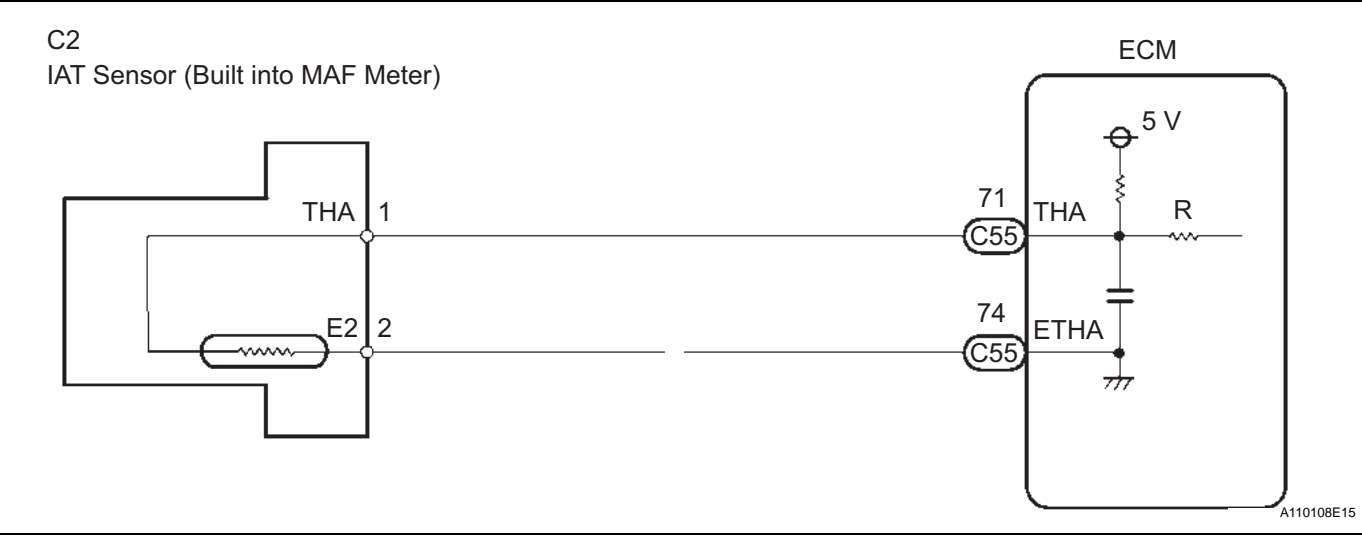 C2
IAT Sensor (Built into MAF Meter)
ECM
5 V
THA 1
71
C55
THA
R
E2 2
74
C55
ETHA
A110108E15